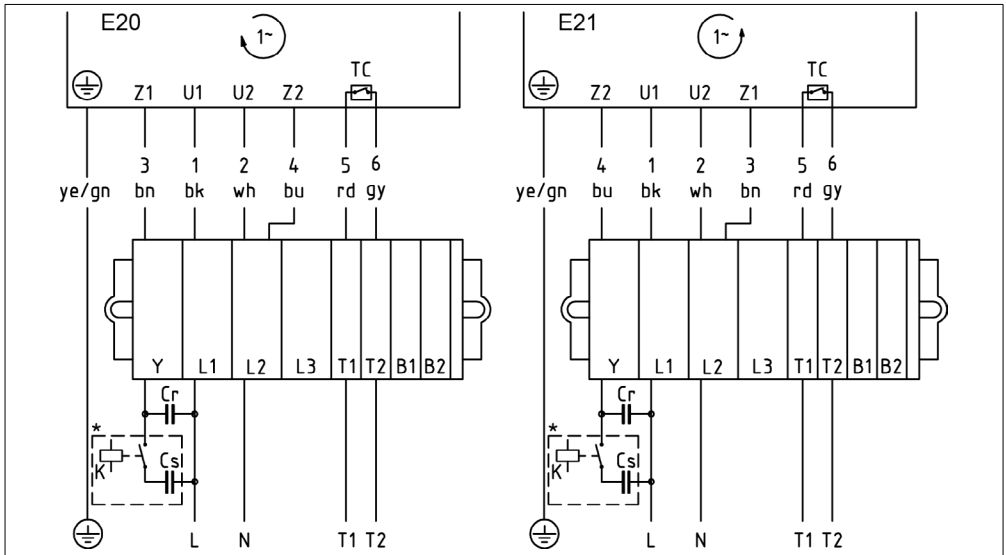 E20
1~
TC
Z1 U1 U2 Z2
3 1 2 4 5 6
ye/gn bn bk wh bu rd gy
Y L1 L2 L3 T1 T2 B1 B2
Cr
*
K
Cs
L N T1 T2
E21
1~
TC
Z2 U1 U2 Z1
4 1 2 3 5 6
ye/gn bu bk wh bn rd gy
Y L1 L2 L3 T1 T2 B1 B2
Cr
*
K
Cs
L N T1 T2